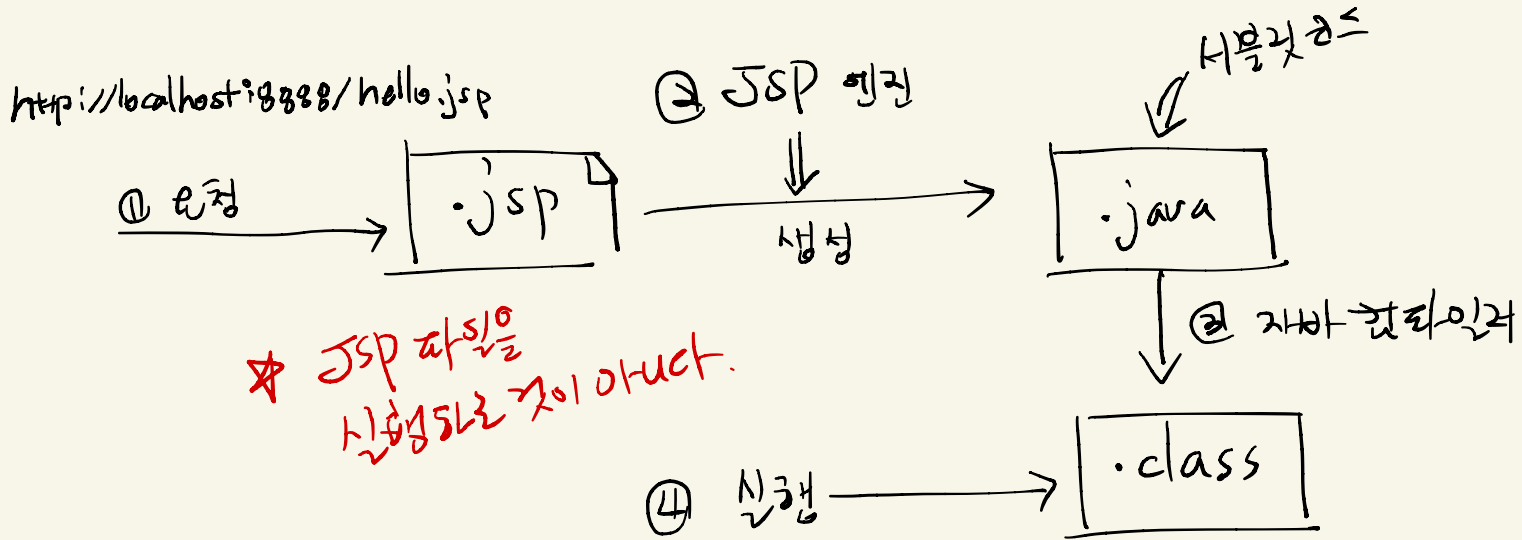 http://localhost:8888/hello.jsp
① 요청
.jsp
② JSP 엔진
생성
서블릿 소스
.java
③ 자바 컴파일러
.class
④ 실행
☆ JSP 파일을
실행하는 것이 아니다.